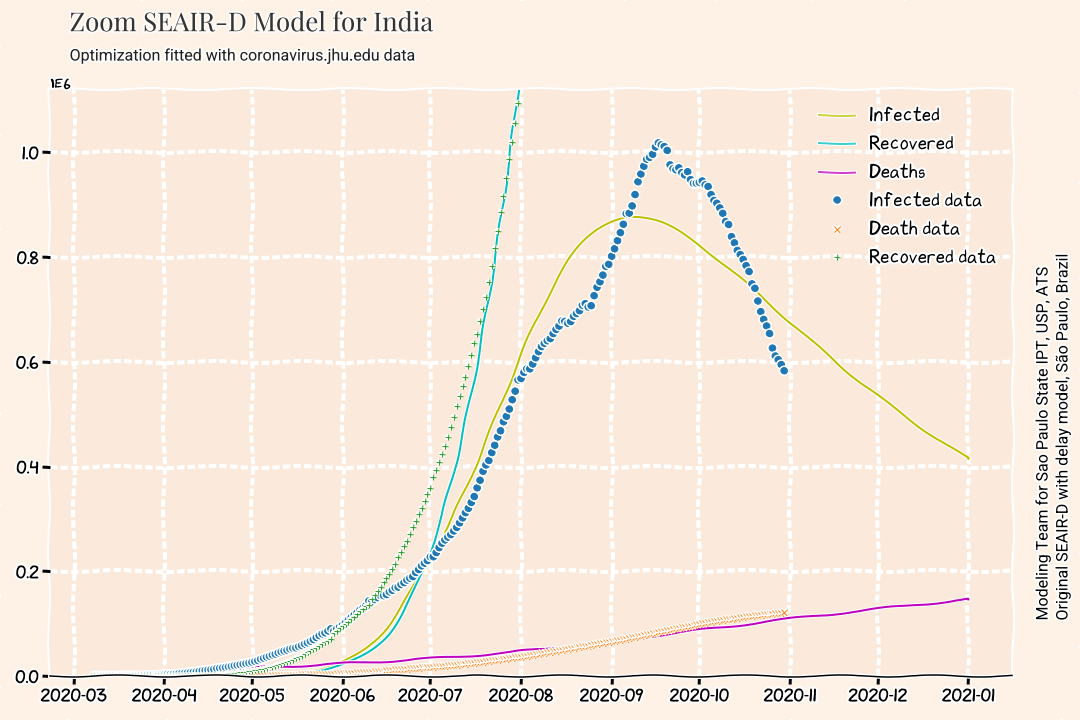 Zoom SEAIR-D Model for India
Optimization fitted with coronavirus.jhu.edu data
1E6
1.0
0.8
0.6
0.4
0.2
0.0
2020-03 2020-04 2020-05 2020-06 2020-07 2020-08 2020-09 2020-10 2020-11 2020-12 2021-01
Infected
Recovered
Deaths
Infected data
Death data
Recovered data
Modeling Team for Sao Paulo State IPT, USP, ATS
Original SEAIR-D with delay model, São Paulo, Brazil